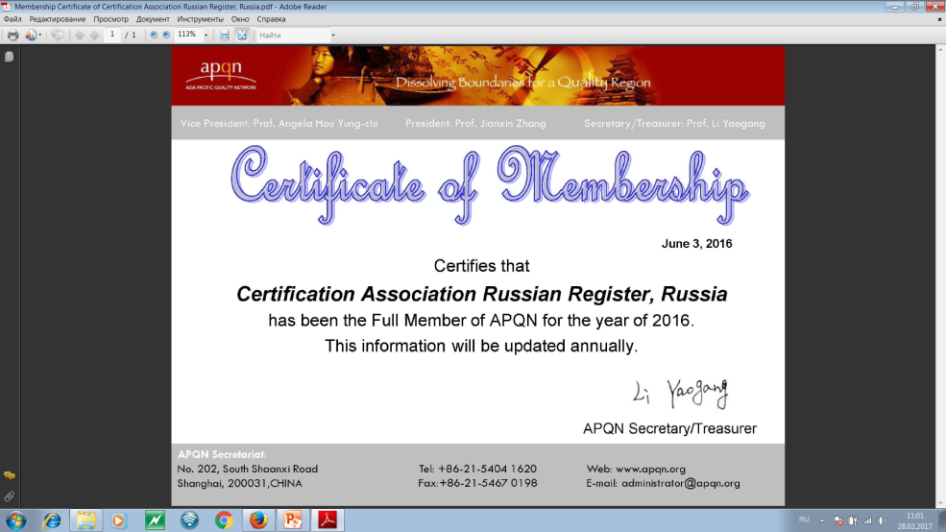 Membership Certificate of Certification Association Russian Register, Russia.pdf - Adobe Reader
Файл Редактирование Просмотр Документ Инструменты Окно Справка
1 / 1 113% Найти
apqn
ASIA PACIFIC QUALITY NETWORK
Dissolving Boundaries for a Quality Region
Vice President: Prof. Angela Hou Yung-chi President: Prof. Jianxin Zhang Secretary/Treasurer: Prof. Li Yaogang
Certificate of Membership
June 3, 2016
Certifies that
Certification Association Russian Register, Russia
has been the Full Member of APQN for the year of 2016.
This information will be updated annually.
Li Yaogang
APQN Secretary/Treasurer
APQN Secretariat:
No. 202, South Shaanxi Road Tel: +86-21-5404 1620 Web: www.apqn.org
Shanghai, 200031,CHINA Fax:+86-21-5467 0198 E-mail: administrator@apqn.org
RU 11:01
28.03.2017